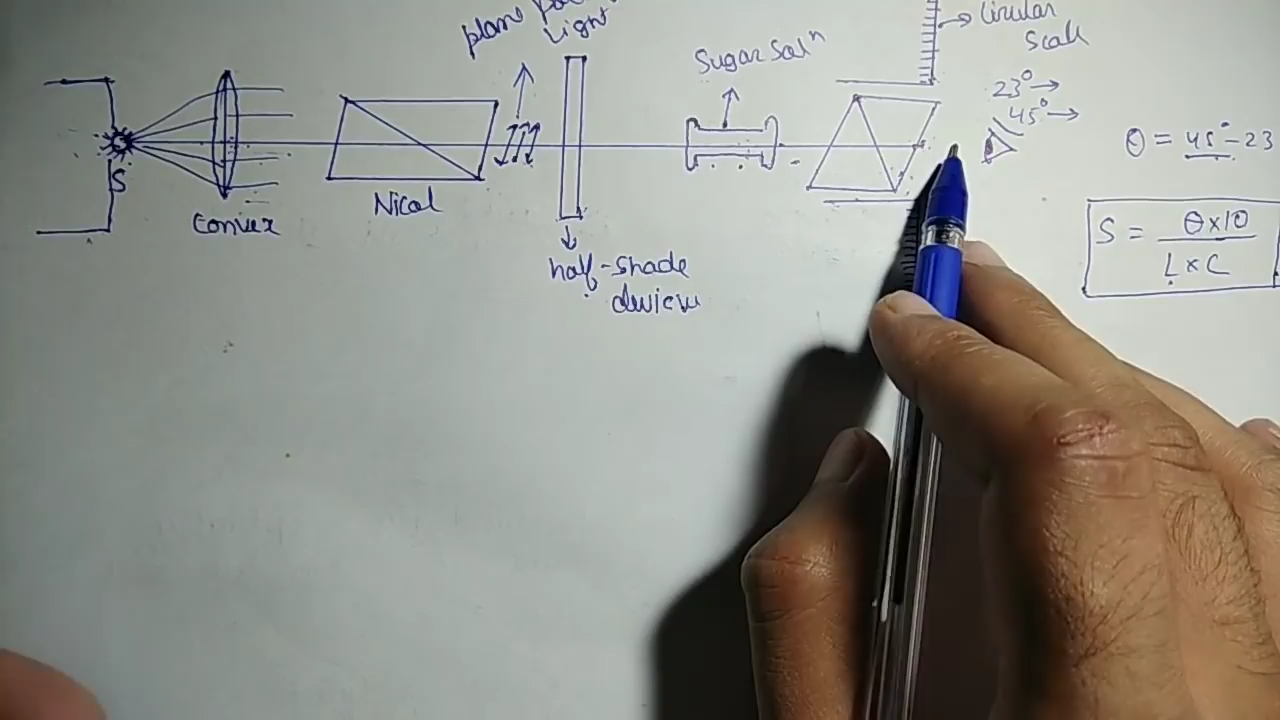 plane
Light
Circular
Scale
Sugar Solⁿ
23° →
45° →
θ = 45° - 23
S
Nicol
Convex
S = θ×10 / L × C
half-shade
device